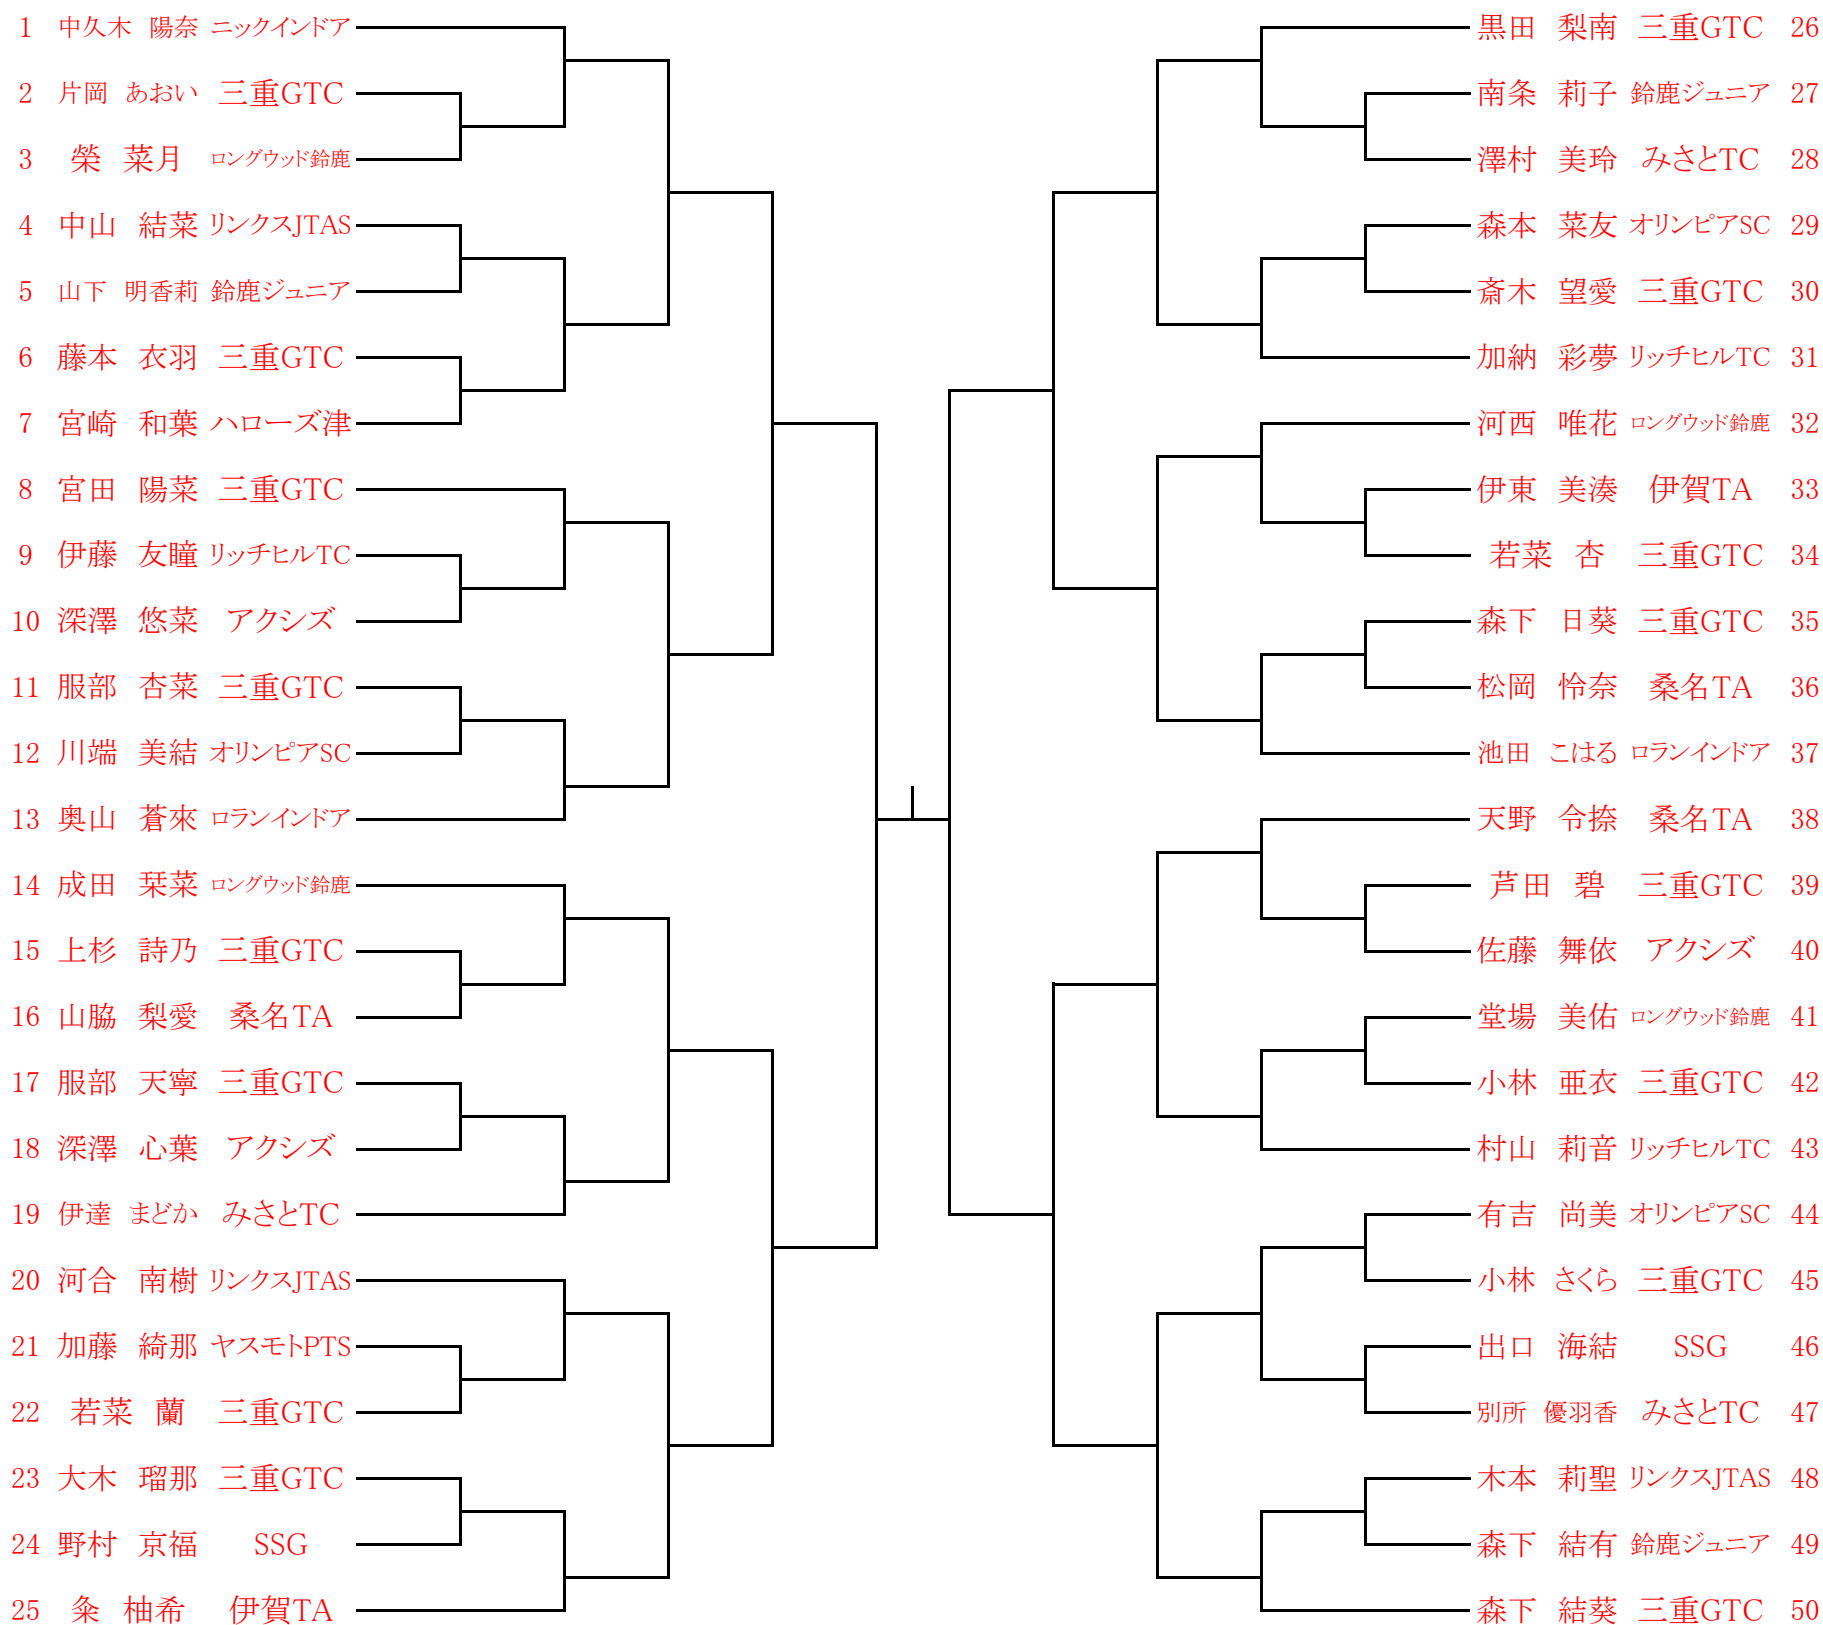 1 中久木 陽奈 ニックインドア
2 片岡 あおい 三重GTC
3 榮 菜月 ロングウッド鈴鹿
4 中山 結菜 リンクスJTAS
5 山下 明香莉 鈴鹿ジュニア
6 藤本 衣羽 三重GTC
7 宮崎 和葉 ハローズ津
8 宮田 陽菜 三重GTC
9 伊藤 友瞳 リッチヒルTC
10 深澤 悠菜 アクシズ
11 服部 杏菜 三重GTC
12 川端 美結 オリンピアSC
13 奥山 蒼來 ロランインドア
14 成田 栞菜 ロングウッド鈴鹿
15 上杉 詩乃 三重GTC
16 山脇 梨愛 桑名TA
17 服部 天寧 三重GTC
18 深澤 心葉 アクシズ
19 伊達 まどか みさとTC
20 河合 南樹 リンクスJTAS
21 加藤 綺那 ヤスモトPTS
22 若菜 蘭 三重GTC
23 大木 瑠那 三重GTC
24 野村 京福 SSG
25 粂 柚希 伊賀TA
黒田 梨南 三重GTC 26
南条 莉子 鈴鹿ジュニア 27
澤村 美玲 みさとTC 28
森本 菜友 オリンピアSC 29
斎木 望愛 三重GTC 30
加納 彩夢 リッチヒルTC 31
河西 唯花 ロングウッド鈴鹿 32
伊東 美湊 伊賀TA 33
若菜 杏 三重GTC 34
森下 日葵 三重GTC 35
松岡 怜奈 桑名TA 36
池田 こはる ロランインドア 37
天野 令捺 桑名TA 38
芦田 碧 三重GTC 39
佐藤 舞依 アクシズ 40
堂場 美佑 ロングウッド鈴鹿 41
小林 亜衣 三重GTC 42
村山 莉音 リッチヒルTC 43
有吉 尚美 オリンピアSC 44
小林 さくら 三重GTC 45
出口 海結 SSG 46
別所 優羽香 みさとTC 47
木本 莉聖 リンクスJTAS 48
森下 結有 鈴鹿ジュニア 49
森下 結葵 三重GTC 50